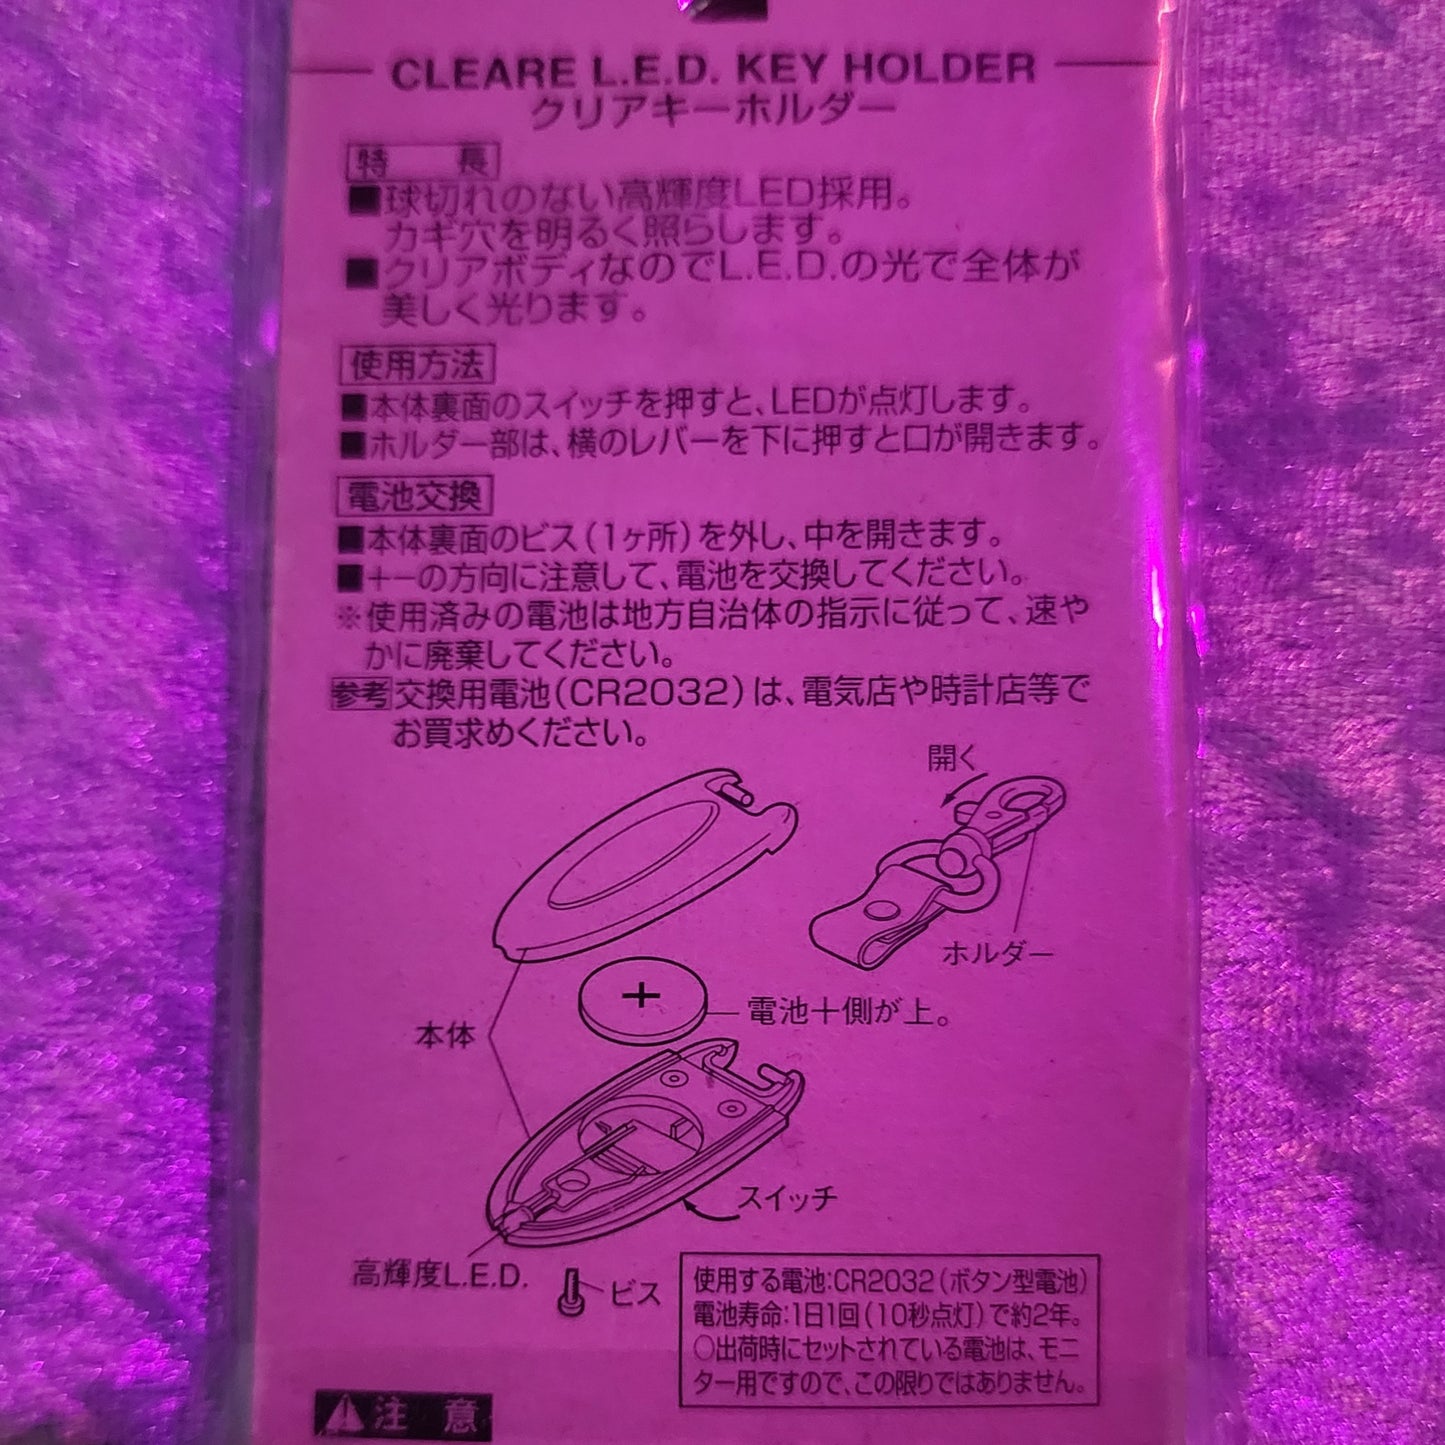 CLEARE L.E.D. KEY HOLDER
クリアキーホルダー
特 長
■球切れのない高輝度LED採用。
カギ穴を明るく照らします。
■クリアボディなのでL.E.D.の光で全体が
美しく光ります。
使用方法
■本体裏面のスイッチを押すと、LEDが点灯します。
■ホルダー部は、横のレバーを下に押すと口が開きます。
電池交換
■本体裏面のビス(1ヶ所)を外し、中を開きます。
■+−の方向に注意して、電池を交換してください。
※使用済みの電池は地方自治体の指示に従って、速や
かに廃棄してください。
参考 交換用電池(CR2032)は、電気店や時計店等で
お買求めください。
開く
ホルダー
+
電池+側が上。
本体
スイッチ
高輝度L.E.D.
ビス
使用する電池:CR2032(ボタン型電池)
電池寿命:1日1回(10秒点灯)で約2年。
○出荷時にセットされている電池は、モニ
ター用ですので、この限りではありません。
注 意